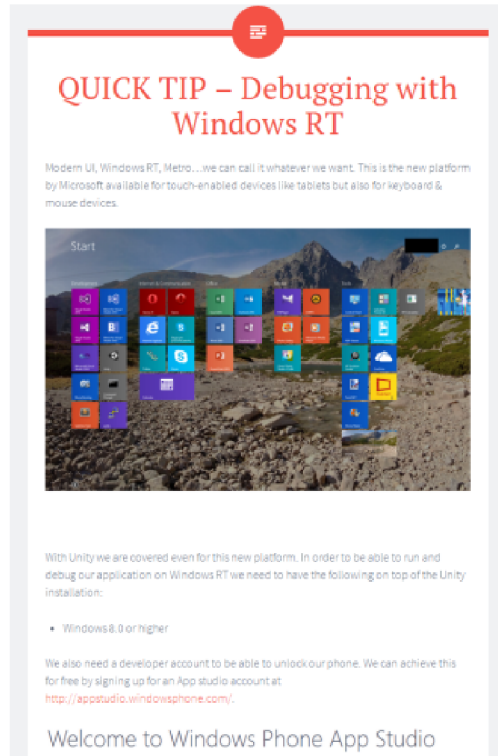 QUICK TIP – Debugging with
Windows RT
Modern UI, Windows RT, Metro…we can call it whatever we want. This is the new platform
by Microsoft available for touch-enabled devices like tablets but also for keyboard &
mouse devices.
Start
Office
With Unity we are covered even for this new platform. In order to be able to run and
debug our application on Windows RT we need to have the following on top of the Unity
installation:
• Windows 8.0 or higher
We also need a developer account to be able to unlock our phone. We can achieve this
for free by signing up for an App studio account at
http://appstudio.windowsphone.com/.
Welcome to Windows Phone App Studio